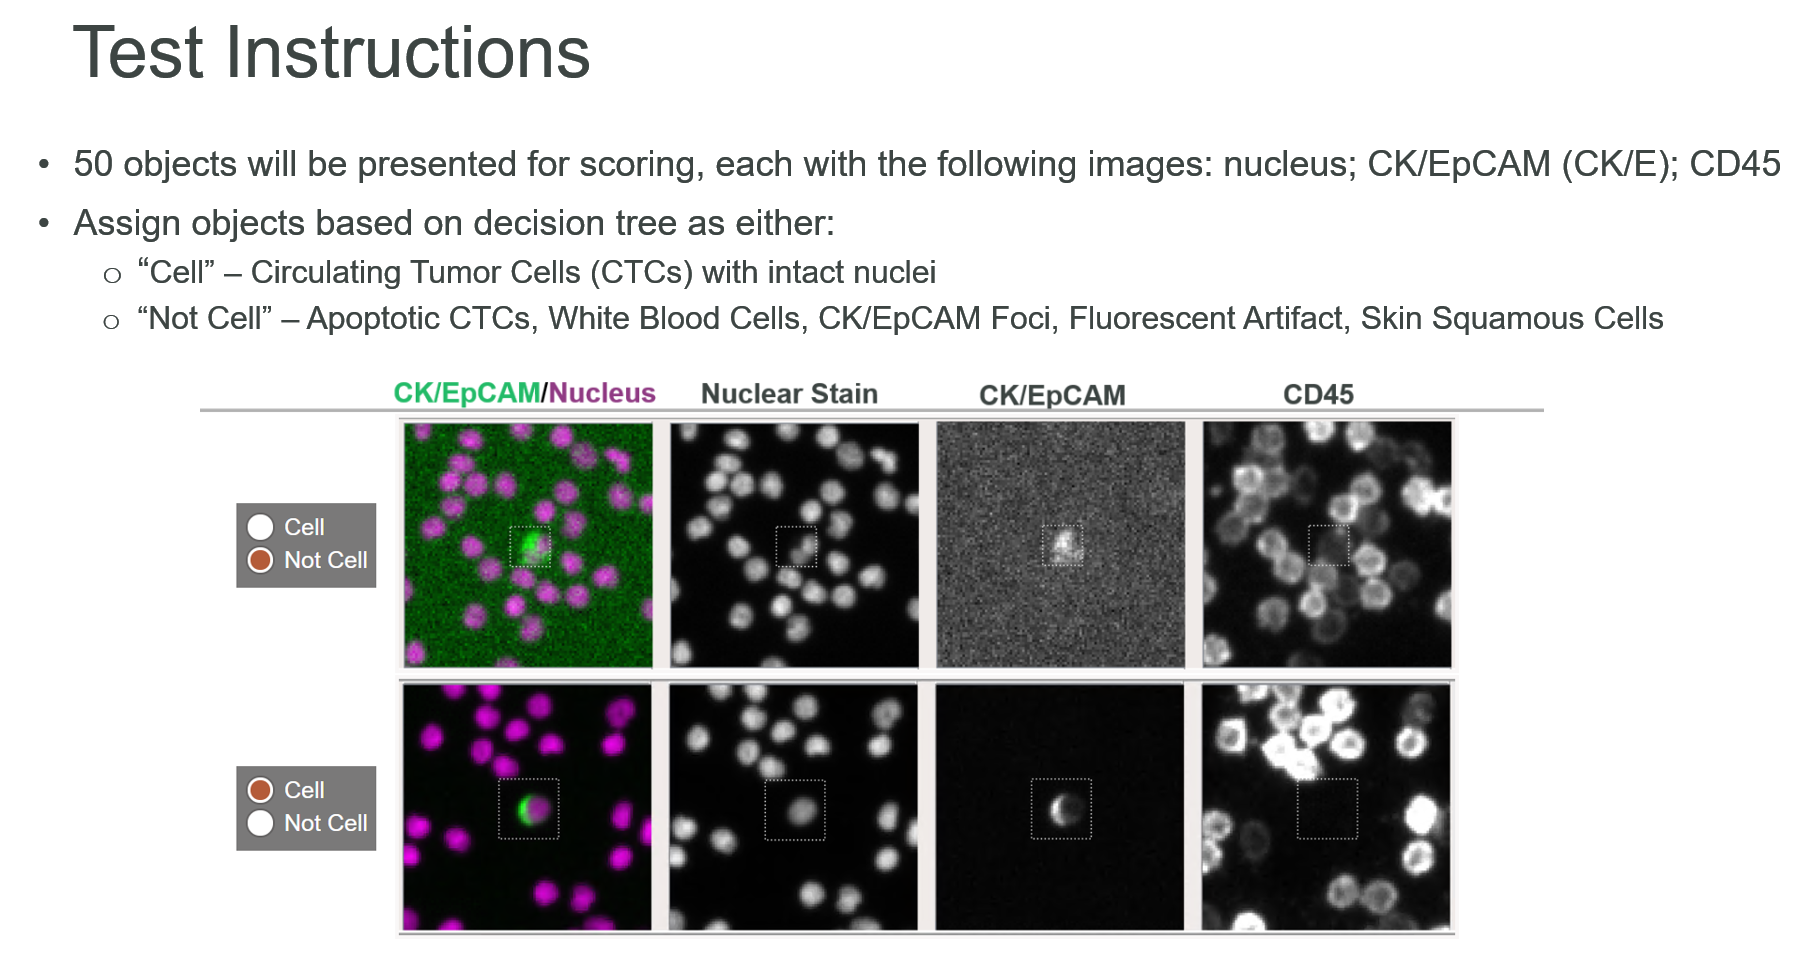 Test Instructions
• 50 objects will be presented for scoring, each with the following images: nucleus; CK/EpCAM (CK/E); CD45
• Assign objects based on decision tree as either:
o “Cell” – Circulating Tumor Cells (CTCs) with intact nuclei
o “Not Cell” – Apoptotic CTCs, White Blood Cells, CK/EpCAM Foci, Fluorescent Artifact, Skin Squamous Cells
CK/EpCAM/Nucleus Nuclear Stain CK/EpCAM CD45
Cell
Not Cell
Cell
Not Cell